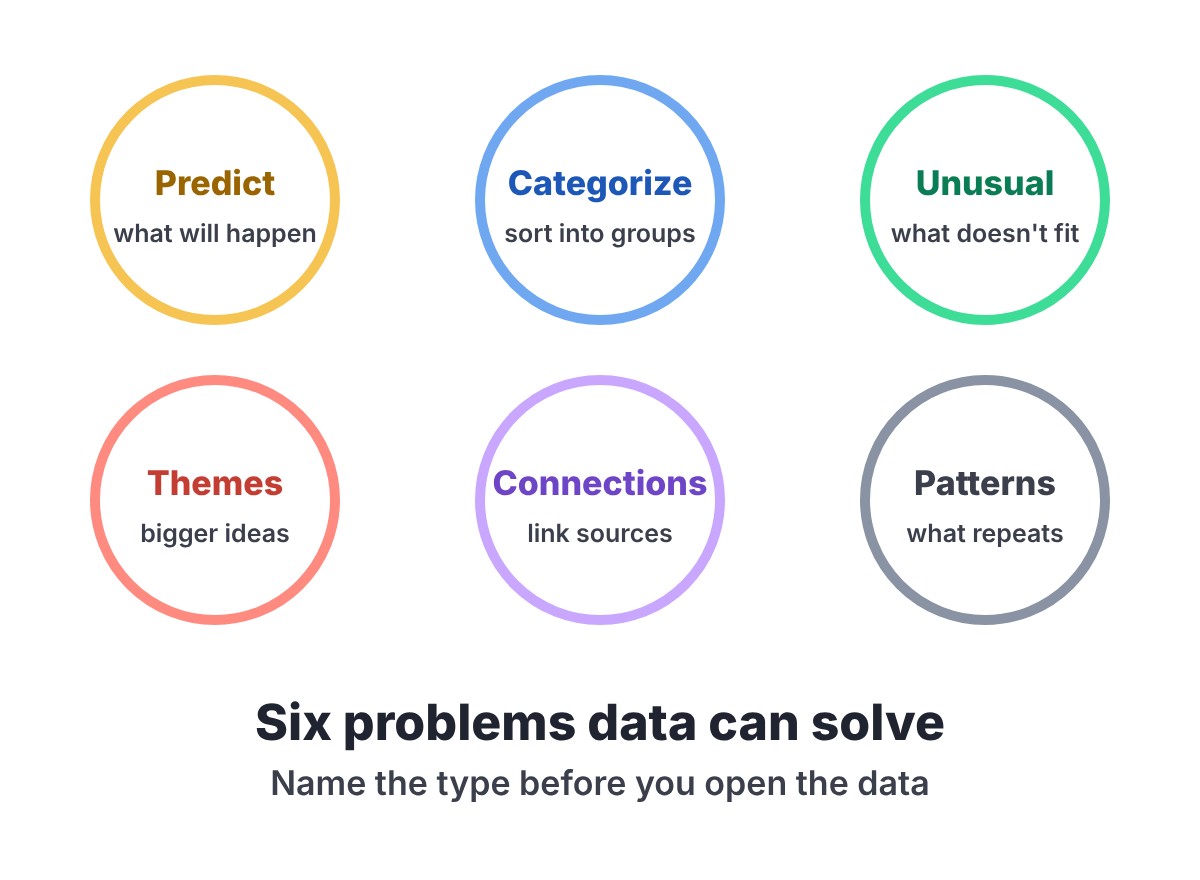 Predict
what will happen
Categorize
sort into groups
Unusual
what doesn't fit
Themes
bigger ideas
Connections
link sources
Patterns
what repeats
Six problems data can solve
Name the type before you open the data